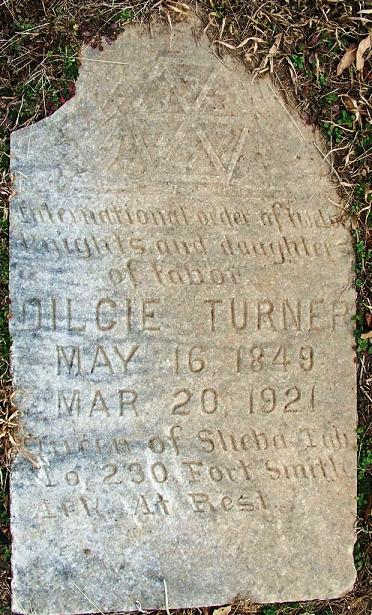 International order of twelve
Knights and daughters
of tabor
DILCIE TURNER
MAY 16, 1849
MAR. 20, 1921
Queen of Sheba Tab
No, 230, Fort Smith
Ark. At Rest.